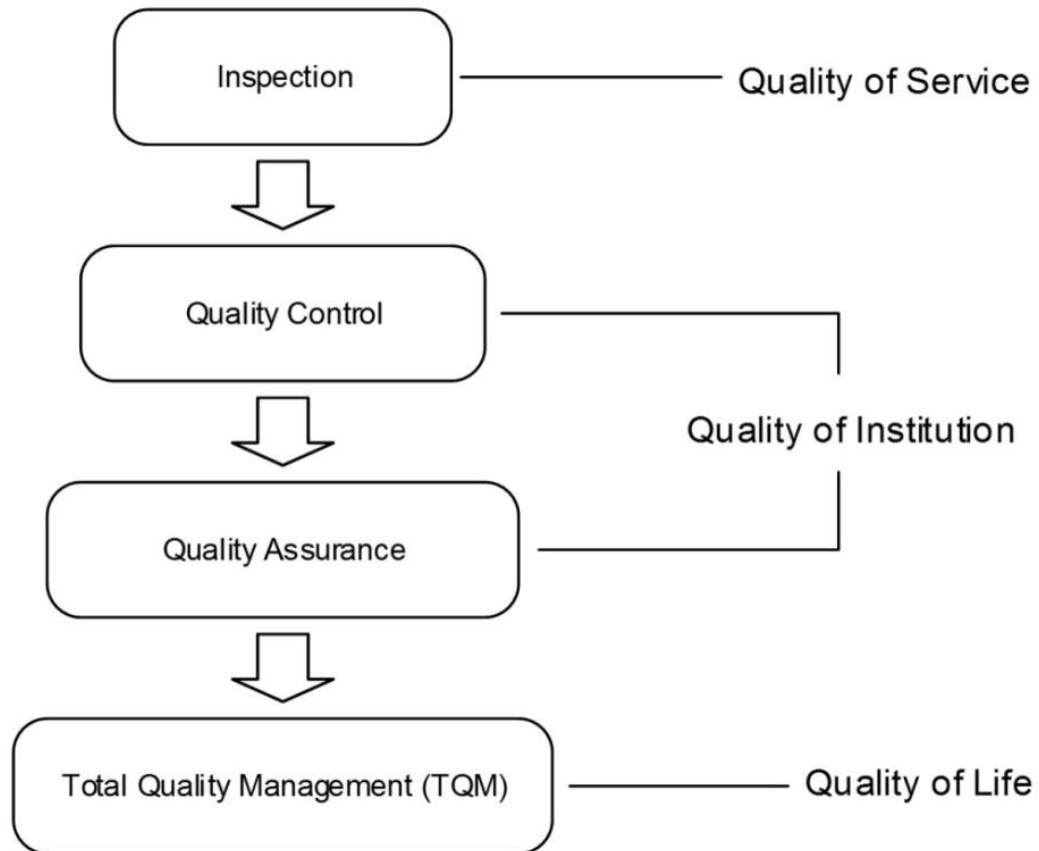 Inspection
Quality of Service
Quality Control
Quality of Institution
Quality Assurance
Total Quality Management (TQM)
Quality of Life